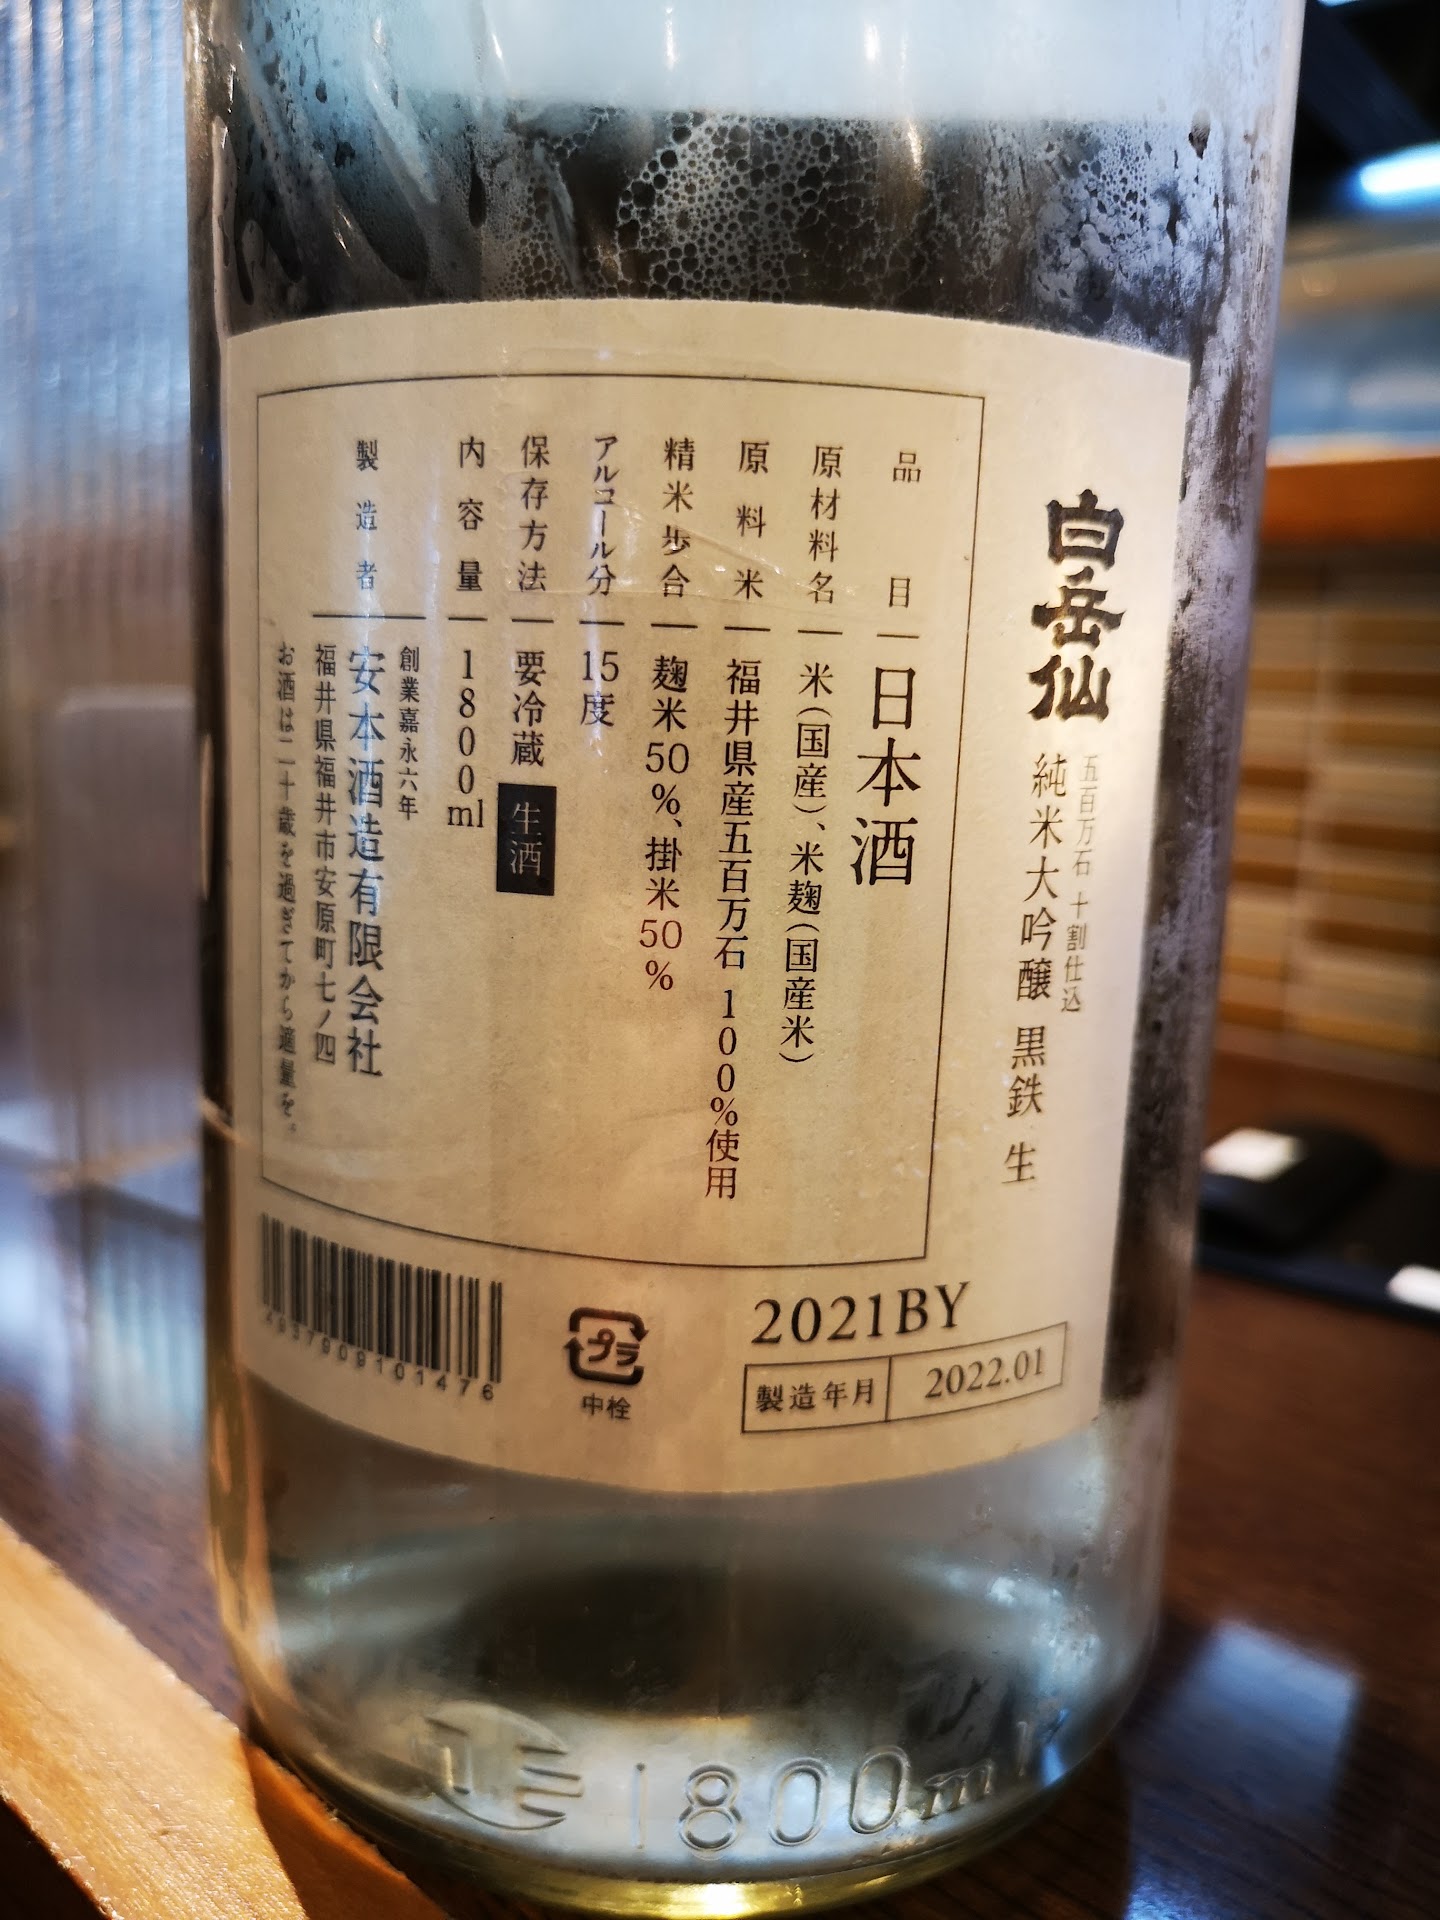 白岳仙
五百万石 十割仕込
純米大吟醸 黒鉄 生
品目 日本酒
原材料名 米(国産)、米麹(国産米)
原料米 福井県産五百万石 100%使用
精米歩合 麹米50%、掛米50%
アルコール分 15度
保存方法 要冷蔵 生酒
内容量 1800ml
製造者 創業嘉永六年
安本酒造有限会社
福井県福井市安原町七ノ四
お酒は二十歳を過ぎてから適量を。
2021BY
製造年月 2022.01
プラ
中栓
4937909101476
1800ml